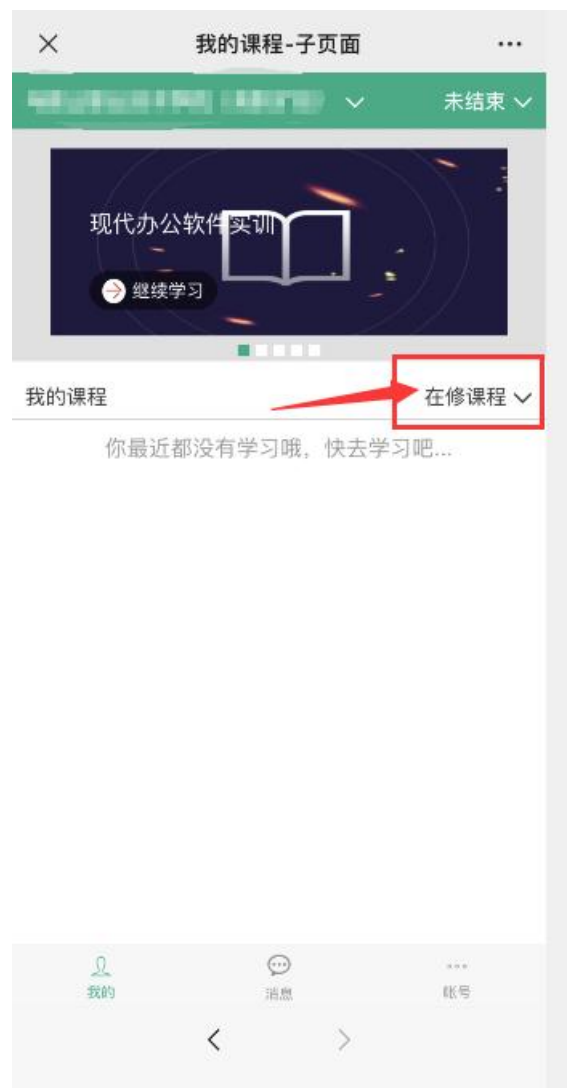 我的课程-子页面
未结束
现代办公软件实训
继续学习
我的课程
在修课程
你最近都没有学习哦，快去学习吧...
我的
消息
账号